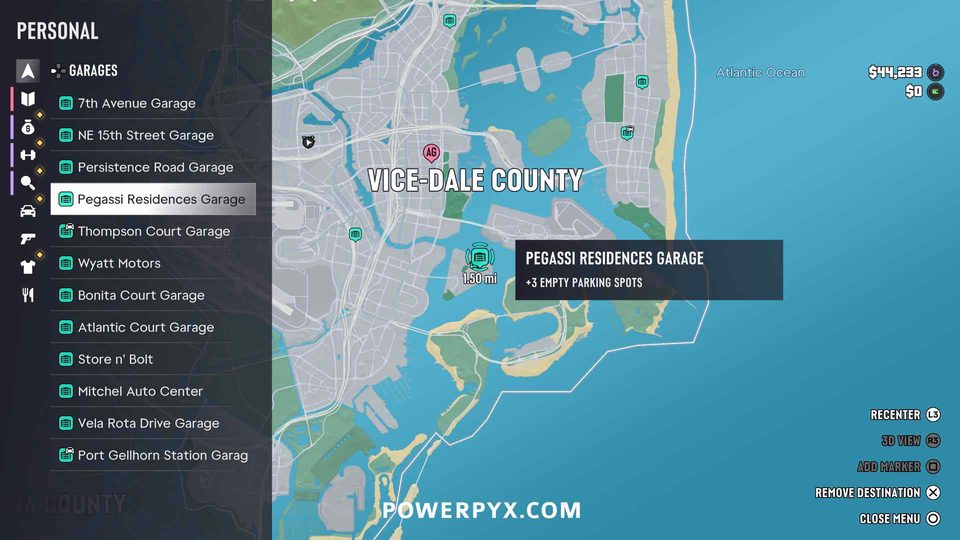 PERSONAL
GARAGES
7th Avenue Garage
NE 15th Street Garage
Persistence Road Garage
Pegassi Residences Garage
Thompson Court Garage
Wyatt Motors
Bonita Court Garage
Atlantic Court Garage
Store n' Bolt
Mitchel Auto Center
Vela Rota Drive Garage
Port Gellhorn Station Garag
Atlantic Ocean
$44,233
$0
AG
VICE-DALE COUNTY
1.50 mi
PEGASSI RESIDENCES GARAGE
+3 EMPTY PARKING SPOTS
RECENTER L3
3D VIEW R3
ADD MARKER
REMOVE DESTINATION
CLOSE MENU
NA COUNTY
POWERPYX.COM